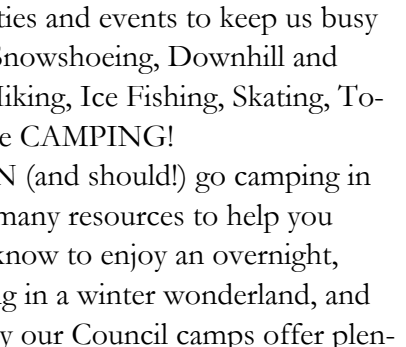 ties and events to keep us busy
Snowshoeing, Downhill and
Hiking, Ice Fishing, Skating, To-
e CAMPING!
N (and should!) go camping in
many resources to help you
know to enjoy an overnight,
g in a winter wonderland, and
y our Council camps offer plen-